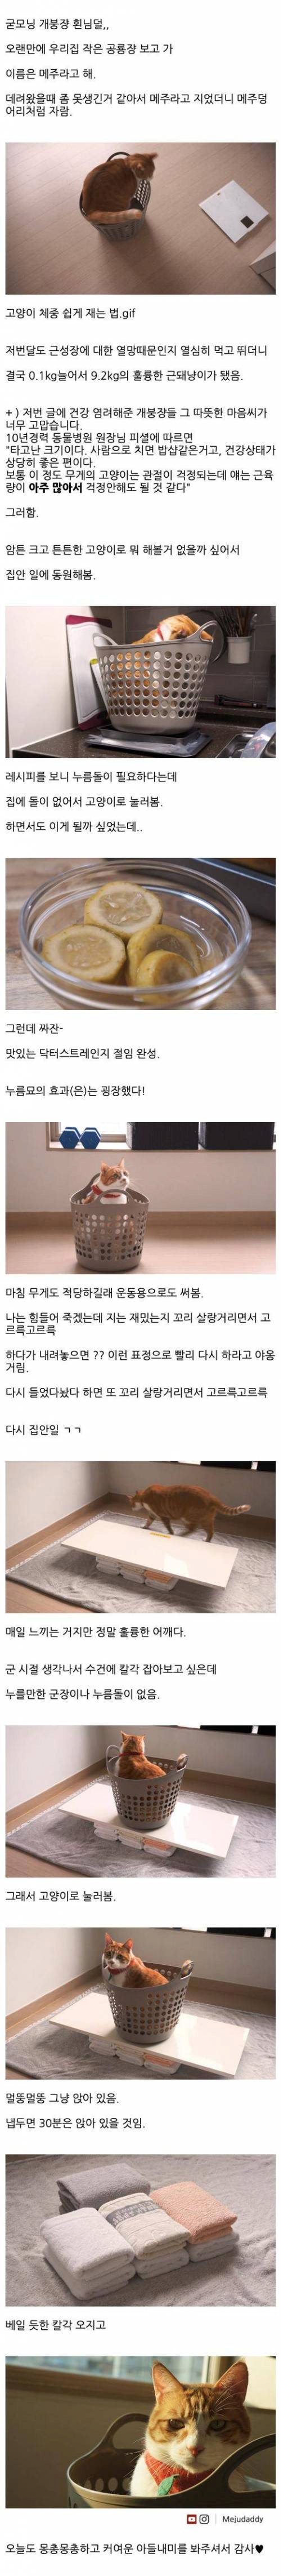 굳모닝 개붕쟝 횐님덜,,
오랜만에 우리집 작은 공룡쟝 보고 가
이름은 메주라고 해.
데려왔을때 좀 못생긴거 같아서 메주라고 지었더니 메주덩
어리처럼 자람.
고양이 체중 쉽게 재는 법.gif
저번달도 근성장에 대한 열망때문인지 열심히 먹고 뛰더니
결국 0.1kg늘어서 9.2kg의 훌륭한 근돼냥이가 됐음.
+ ) 저번 글에 건강 염려해준 개붕쟝들 그 따뜻한 마음씨가
너무 고맙습니다.
10년경력 동물병원 원장님 피셜에 따르면
"타고난 크기이다. 사람으로 치면 밥샵같은거고, 건강상태가
상당히 좋은 편이다.
보통 이 정도 무게의 고양이는 관절이 걱정되는데 얘는 근육
량이 아주 많아서 걱정안해도 될 것 같다"
그러함.
암튼 크고 튼튼한 고양이로 뭐 해볼거 없을까 싶어서
집안 일에 동원해봄.
레시피를 보니 누름돌이 필요하다는데
집에 돌이 없어서 고양이로 눌러봄.
하면서도 이게 될까 싶었는데..
그런데 짜잔-
맛있는 닥터스트레인지 절임 완성.
누름묘의 효과(은)는 굉장했다!
마침 무게도 적당하길래 운동용으로도 써봄.
나는 힘들어 죽겠는데 지는 재밌는지 꼬리 살랑거리면서 고
르륵고르륵
하다가 내려놓으면 ?? 이런 표정으로 빨리 다시 하라고 야옹
거림.
다시 들었다놨다 하면 또 꼬리 살랑거리면서 고르륵고르륵
다시 집안일 ㄱㄱ
매일 느끼는 거지만 정말 훌륭한 어깨다.
군 시절 생각나서 수건에 칼각 잡아보고 싶은데
누를만한 군장이나 누름돌이 없음.
그래서 고양이로 눌러봄.
멀뚱멀뚱 그냥 앉아 있음.
냅두면 30분은 앉아 있을 것임.
베일 듯한 칼각 오지고
Mejudaddy
오늘도 몽총몽총하고 커여운 아들내미를 봐주셔서 감사♥